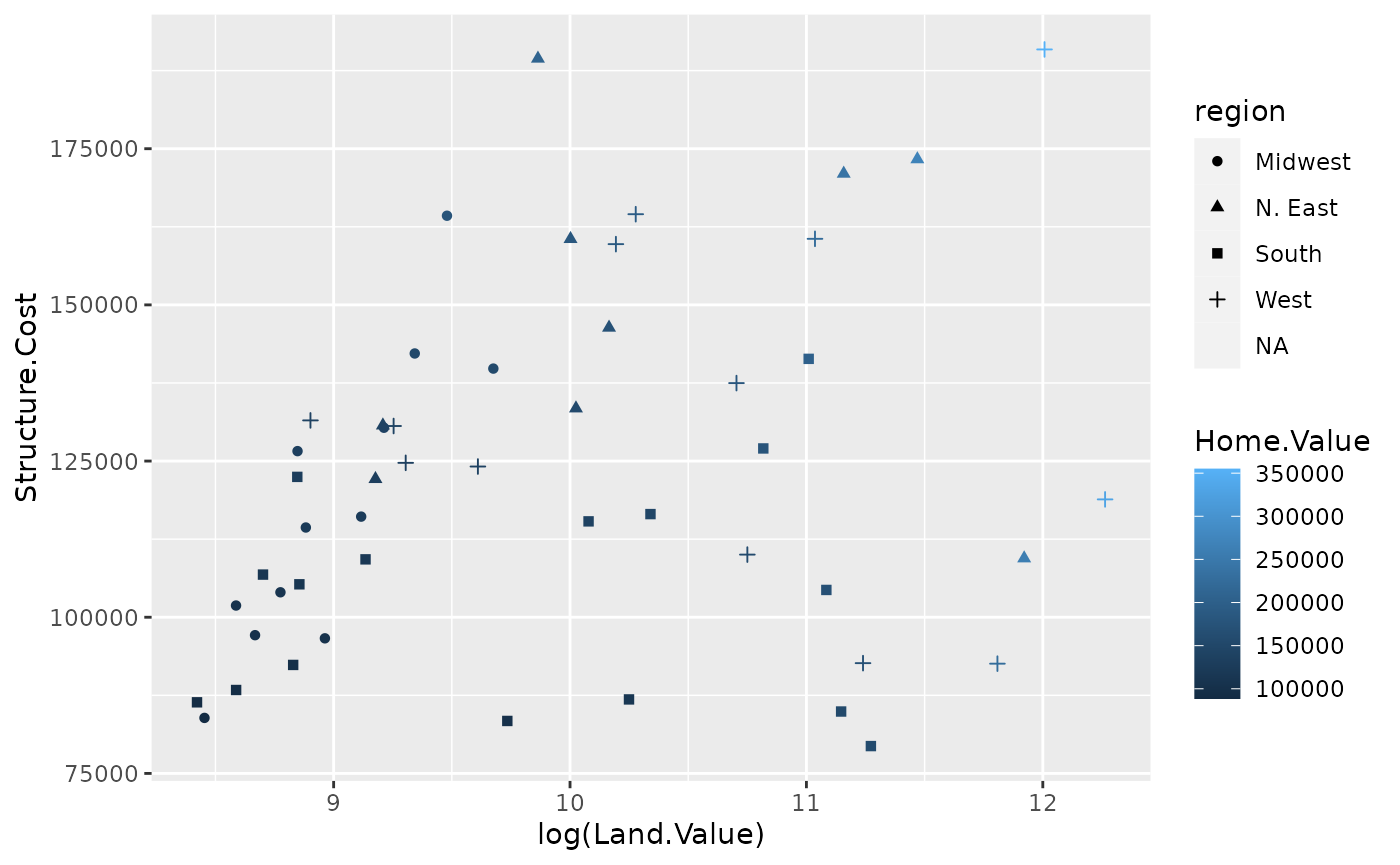 175000
150000
125000
100000
75000
Structure.Cost
9 10 11 12
log(Land.Value)
region
Midwest
N. East
South
West
NA
Home.Value
350000
300000
250000
200000
150000
100000